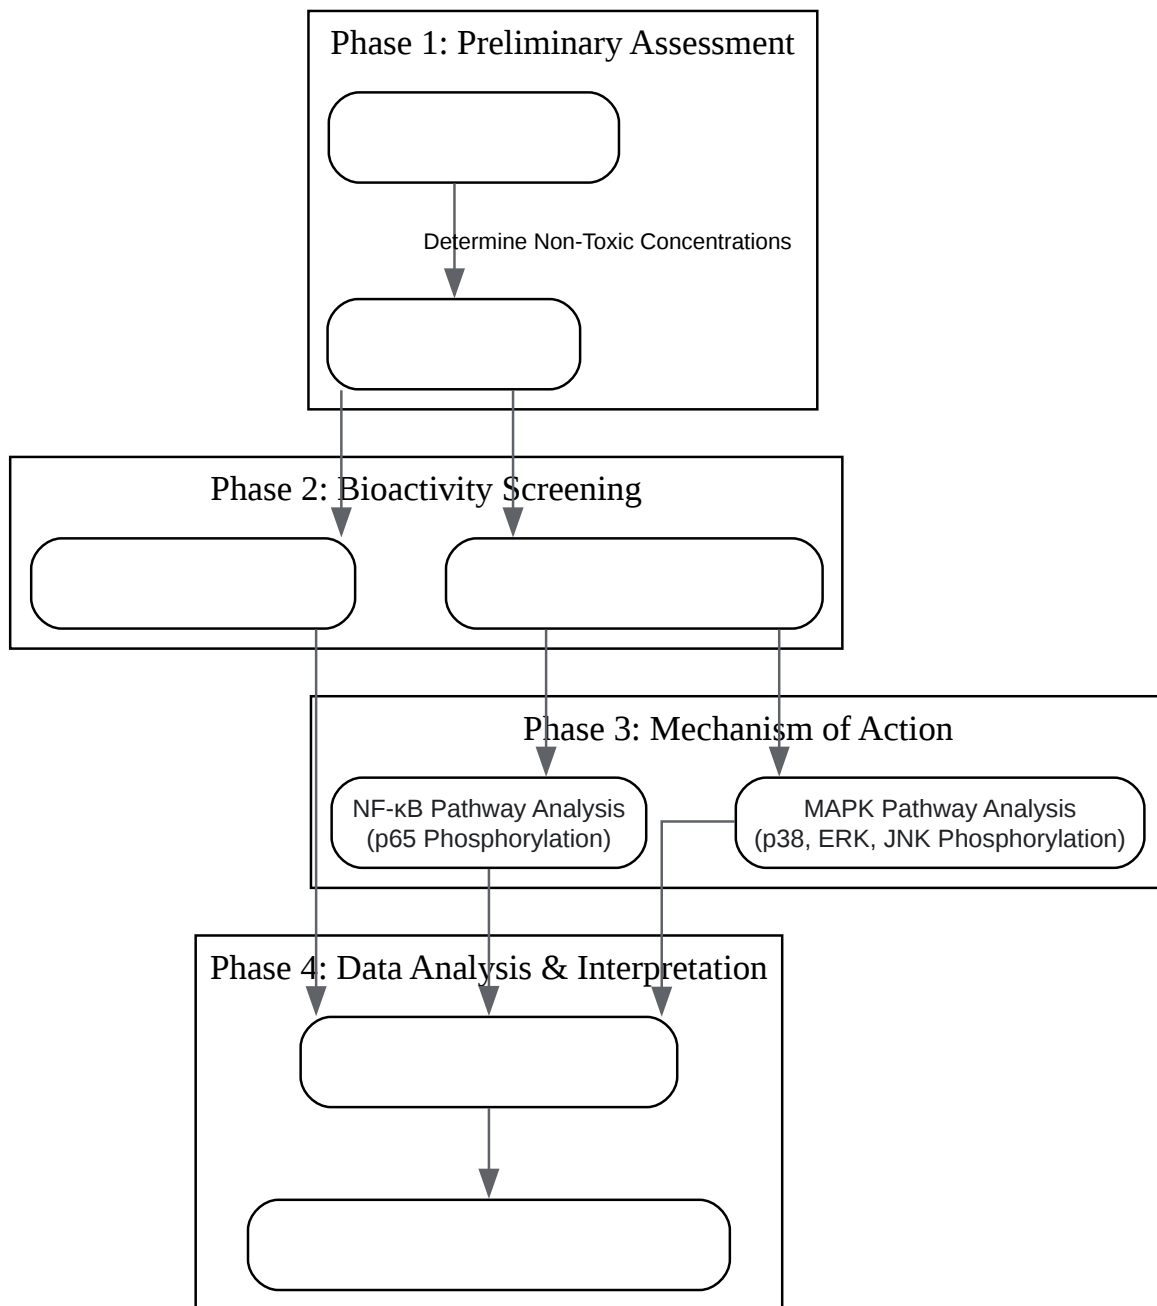 Phase 1: Preliminary Assessment
Determine Non-Toxic Concentrations
Phase 2: Bioactivity Screening
Phase 3: Mechanism of Action
NF-κB Pathway Analysis
(p65 Phosphorylation)
MAPK Pathway Analysis
(p38, ERK, JNK Phosphorylation)
Phase 4: Data Analysis & Interpretation